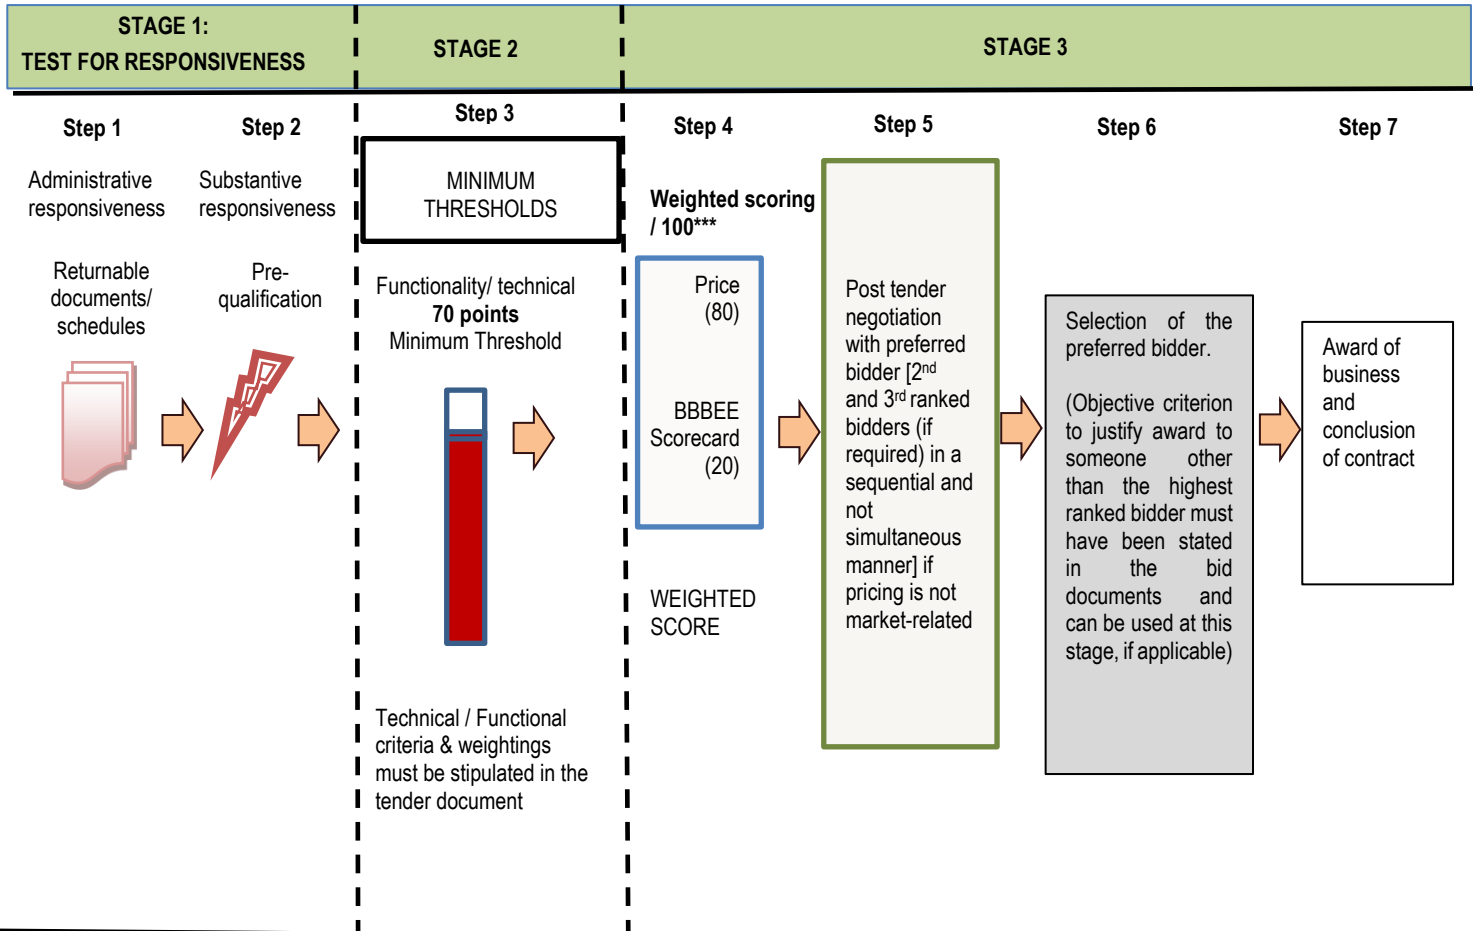 STAGE 1:
TEST FOR RESPONSIVENESS
STAGE 2
STAGE 3
Step 1
Administrative
responsiveness
Returnable
documents/
schedules
Step 2
Substantive
responsiveness
Pre-
qualification
Step 3
MINIMUM
THRESHOLDS
Functionality/ technical
70 points
Minimum Threshold
Technical / Functional
criteria & weightings
must be stipulated in the
tender document
Step 4
Weighted scoring
/ 100***
Price
(80)
BBBEE
Scorecard
(20)
WEIGHTED
SCORE
Step 5
Post tender
negotiation
with preferred
bidder [2nd
and 3rd ranked
bidders (if
required) in a
sequential and
not
simultaneous
manner] if
pricing is not
market-related
Step 6
Selection of the
preferred bidder.
(Objective criterion
to justify award to
someone other
than the highest
ranked bidder must
have been stated
in the bid
documents and
can be used at this
stage, if applicable)
Step 7
Award of
business
and
conclusion
of contract